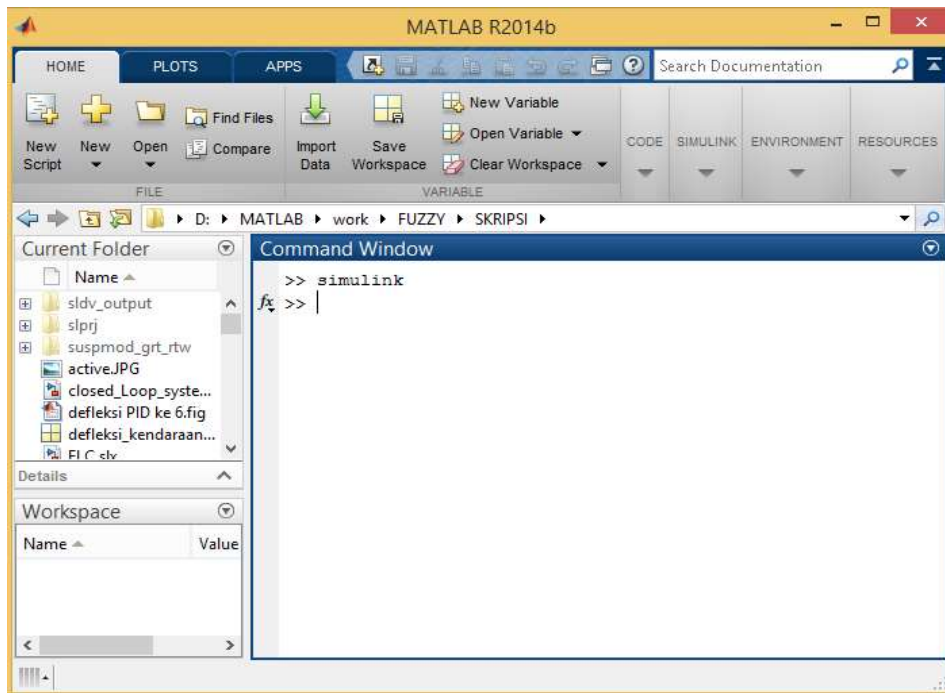 MATLAB R2014b
HOME PLOTS APPS Search Documentation
New Script
New
Open
Find Files
Compare
FILE
Import Data
Save Workspace
New Variable
Open Variable
Clear Workspace
VARIABLE
CODE SIMULINK ENVIRONMENT RESOURCES
D: MATLAB work FUZZY SKRIPSI
Current Folder
Name
sldv_output
slprj
suspmod_grt_rtw
active.JPG
closed_Loop_syste...
defleksi PID ke 6.fig
defleksi_kendaraan...
FLC.slx
Details
Workspace
Name Value
Command Window
>> simulink
fx >>